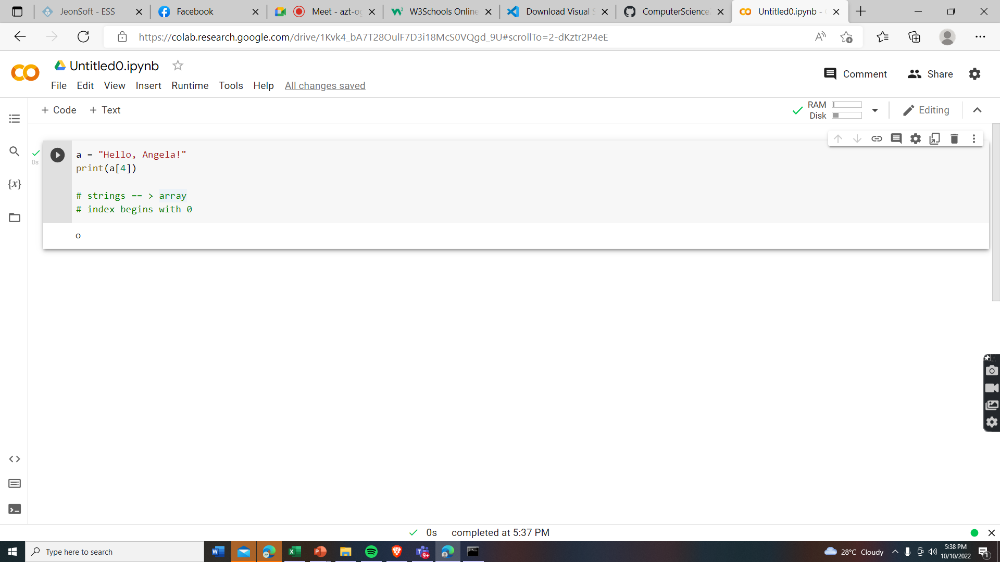 JeonSoft - ESS
Facebook
Meet - azt-o
W3Schools Online
Download Visual S
ComputerScience
Untitled0.ipynb -
https://colab.research.google.com/drive/1Kvk4_bA7T28OulF7D3i18McS0VQgd_9U#scrollTo=2-dKztr2P4eE
Untitled0.ipynb
Comment Share
File Edit View Insert Runtime Tools Help All changes saved
+ Code + Text
RAM
Disk
Editing
{x}
0s
a = "Hello, Angela!"
print(a[4])
# strings == > array
# index begins with 0
o
0s completed at 5:37 PM
Type here to search
28°C Cloudy
5:38 PM
10/10/2022
9+
1